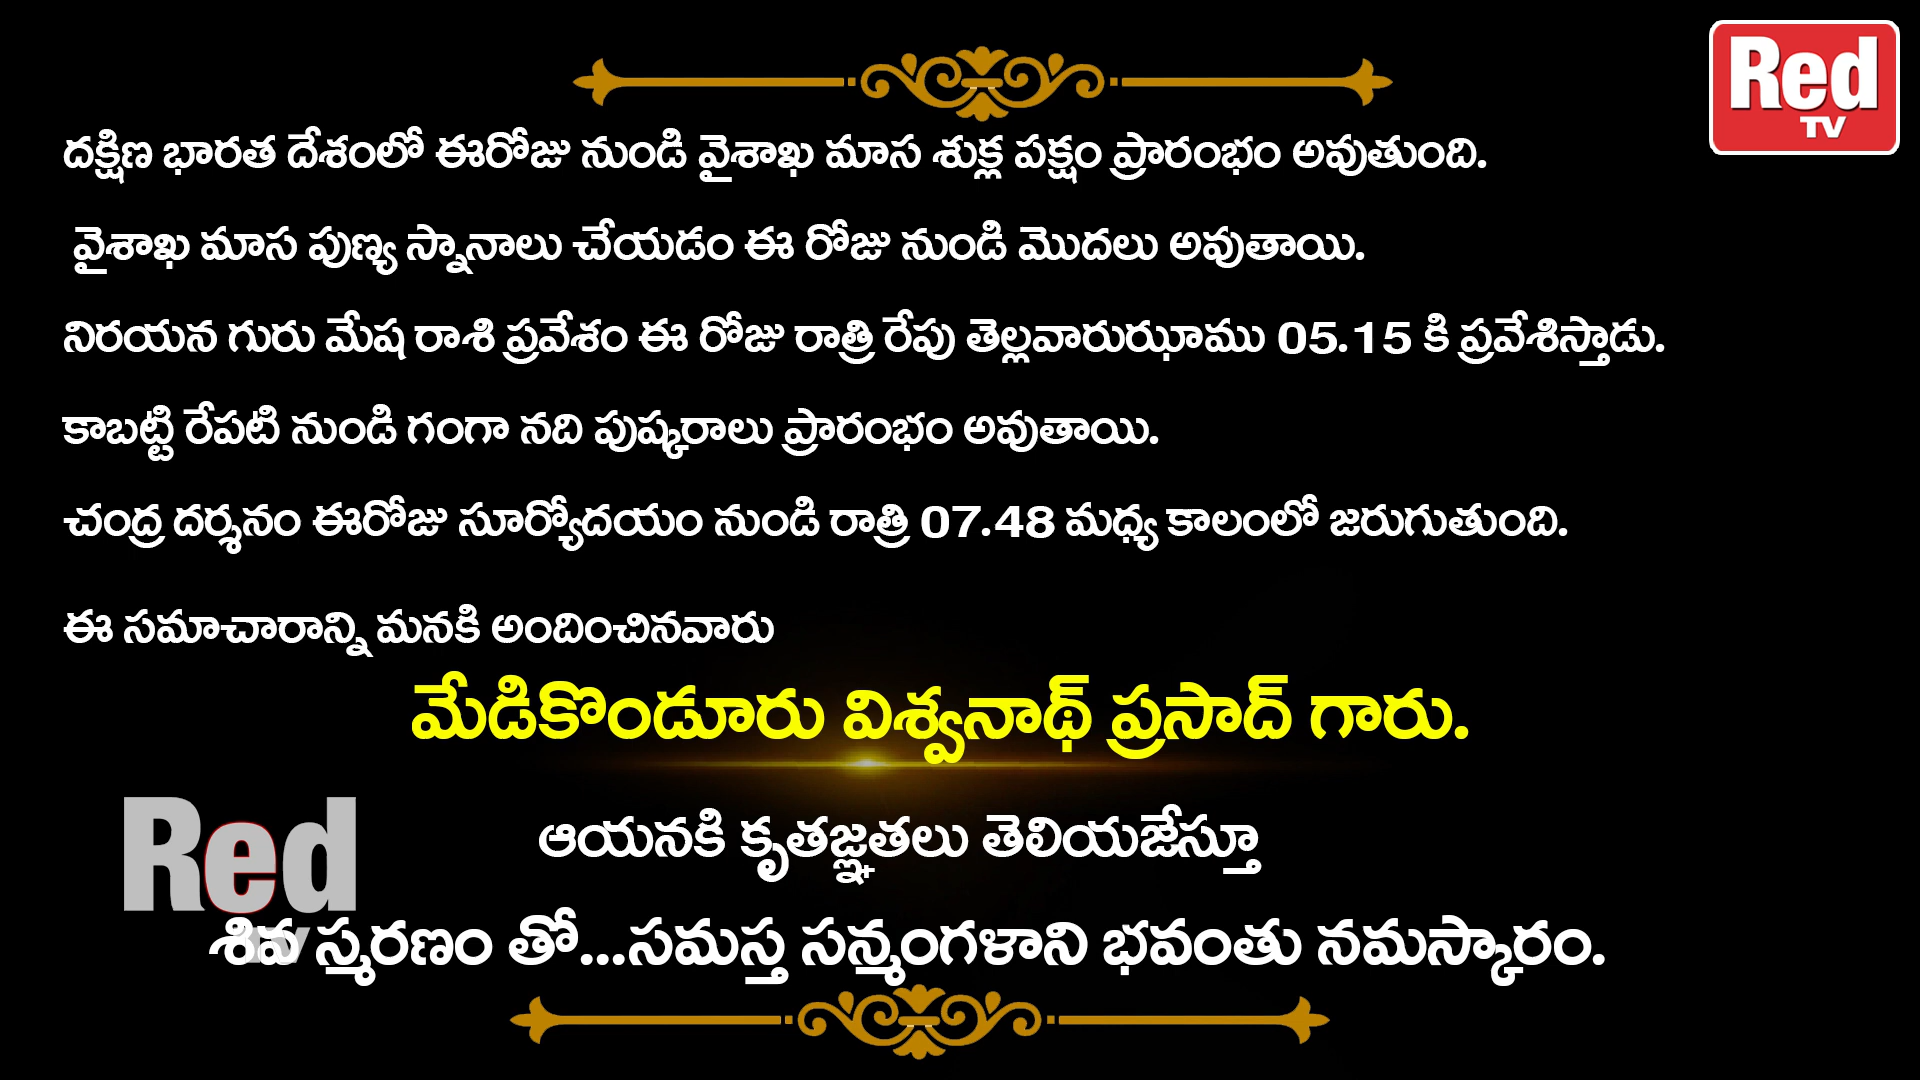 Red
TV
దక్షిణ భారత దేశంలో ఈరోజు నుండి వైశాఖ మాస శుక్ల పక్షం ప్రారంభం అవుతుంది.
వైశాఖ మాస పుణ్య స్నానాలు చేయడం ఈ రోజు నుండి మొదలు అవుతాయి.
నిరయన గురు మేష రాశి ప్రవేశం ఈ రోజు రాత్రి రేపు తెల్లవారుఝాము 05.15 కి ప్రవేశిస్తాడు.
కాబట్టి రేపటి నుండి గంగా నది పుష్కరాలు ప్రారంభం అవుతాయి.
చంద్ర దర్శనం ఈరోజు సూర్యోదయం నుండి రాత్రి 07.48 మధ్య కాలంలో జరుగుతుంది.
ఈ సమాచారాన్ని మనకి అందించినవారు
మేడికొండూరు విశ్వనాథ్ ప్రసాద్ గారు.
ఆయనకి కృతజ్ఞతలు తెలియజేస్తూ
Red
TV
శివ స్మరణం తో...సమస్త సన్మంగళాని భవంతు నమస్కారం.